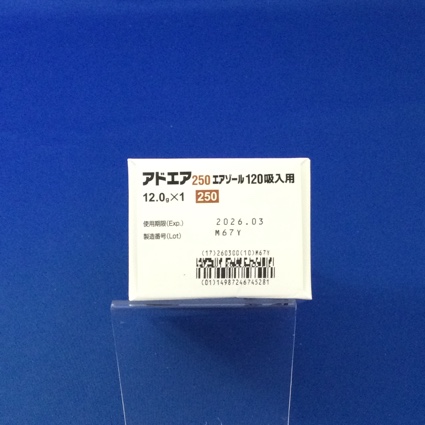 アドエア250エアゾール120吸入用
12.0g×1 250
使用期限(Exp.) 2026.03
製造番号(Lot) M67Y
(17)260300(10)M67Y
(01)14987246745281